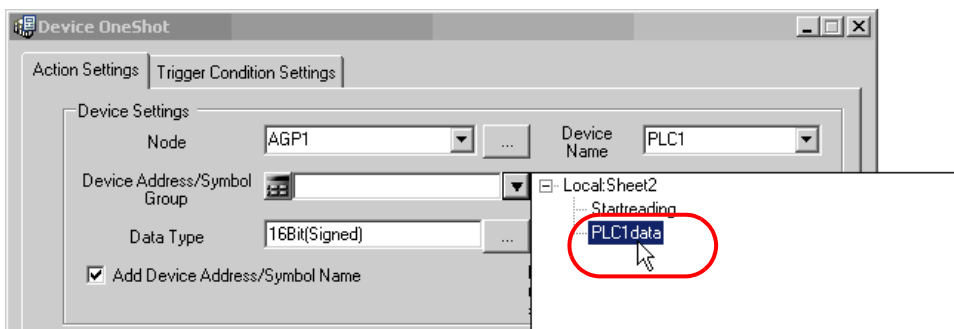 Device OneShot
Action Settings
Trigger Condition Settings
Device Settings
Node
AGP1
...
Device
Name
PLC1
Device Address/Symbol
Group
Local:Sheet2
Startreading
PLC1data
Data Type
16Bit(Signed)
...
Add Device Address/Symbol Name